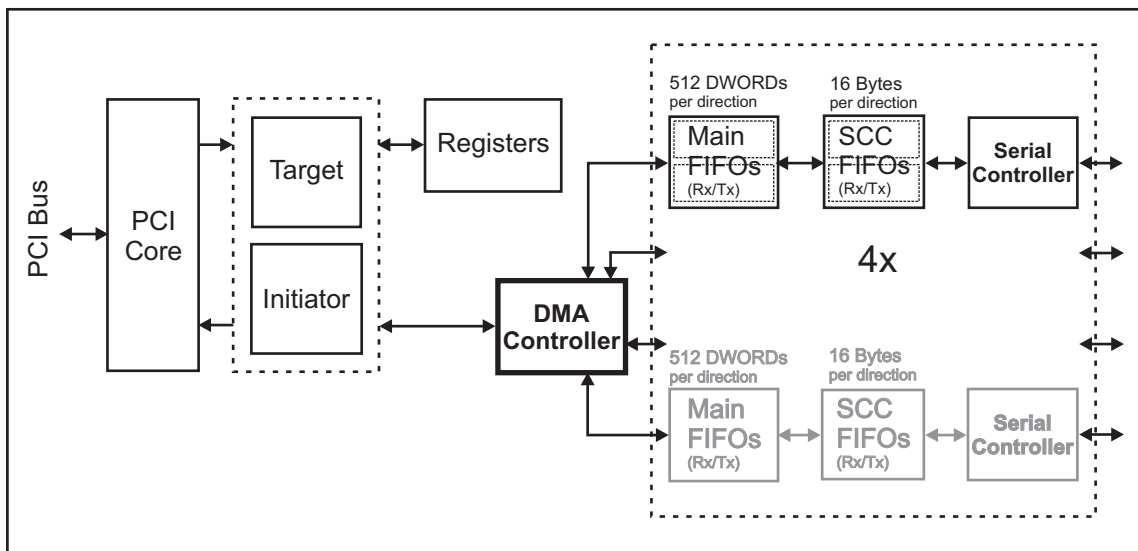 PCI Bus
PCI
Core
Target
Initiator
Registers
DMA
Controller
512 DWORDs
per direction
Main
FIFOs
(Rx/Tx)
16 Bytes
per direction
SCC
FIFOs
(Rx/Tx)
Serial
Controller
4x
512 DWORDs
per direction
Main
FIFOs
(Rx/Tx)
16 Bytes
per direction
SCC
FIFOs
(Rx/Tx)
Serial
Controller